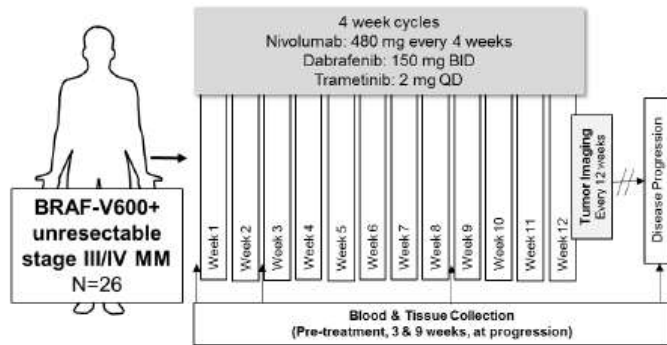 4 week cycles
Nivolumab: 480 mg every 4 weeks
Dabrafenib: 150 mg BID
Trametinib: 2 mg QD
BRAF-V600+
unresectable
stage III/IV MM
N=26
Week 1
Week 2
Week 3
Week 4
Week 5
Week 6
Week 7
Week 8
Week 9
Week 10
Week 11
Week 12
Tumor Imaging
Every 12 weeks
Disease Progression
Blood & Tissue Collection
(Pre-treatment, 3 & 9 weeks, at progression)